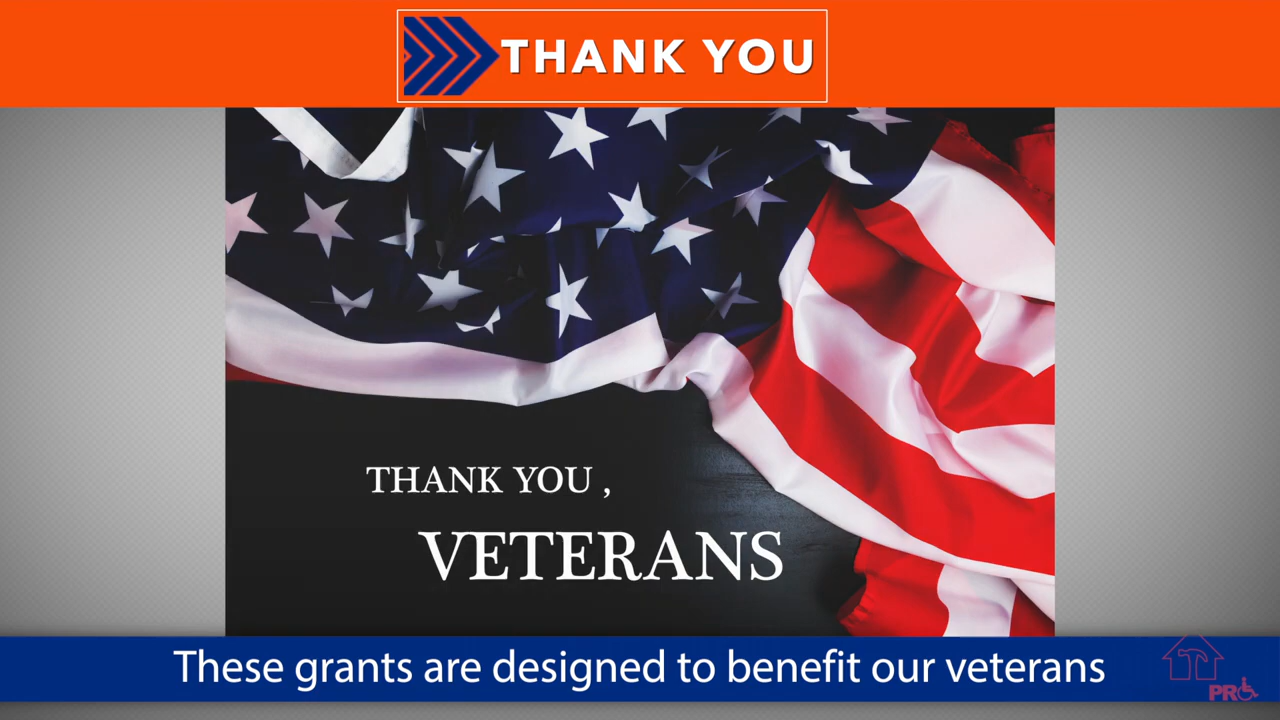 THANK YOU
THANK YOU ,
VETERANS
These grants are designed to benefit our veterans
PRO